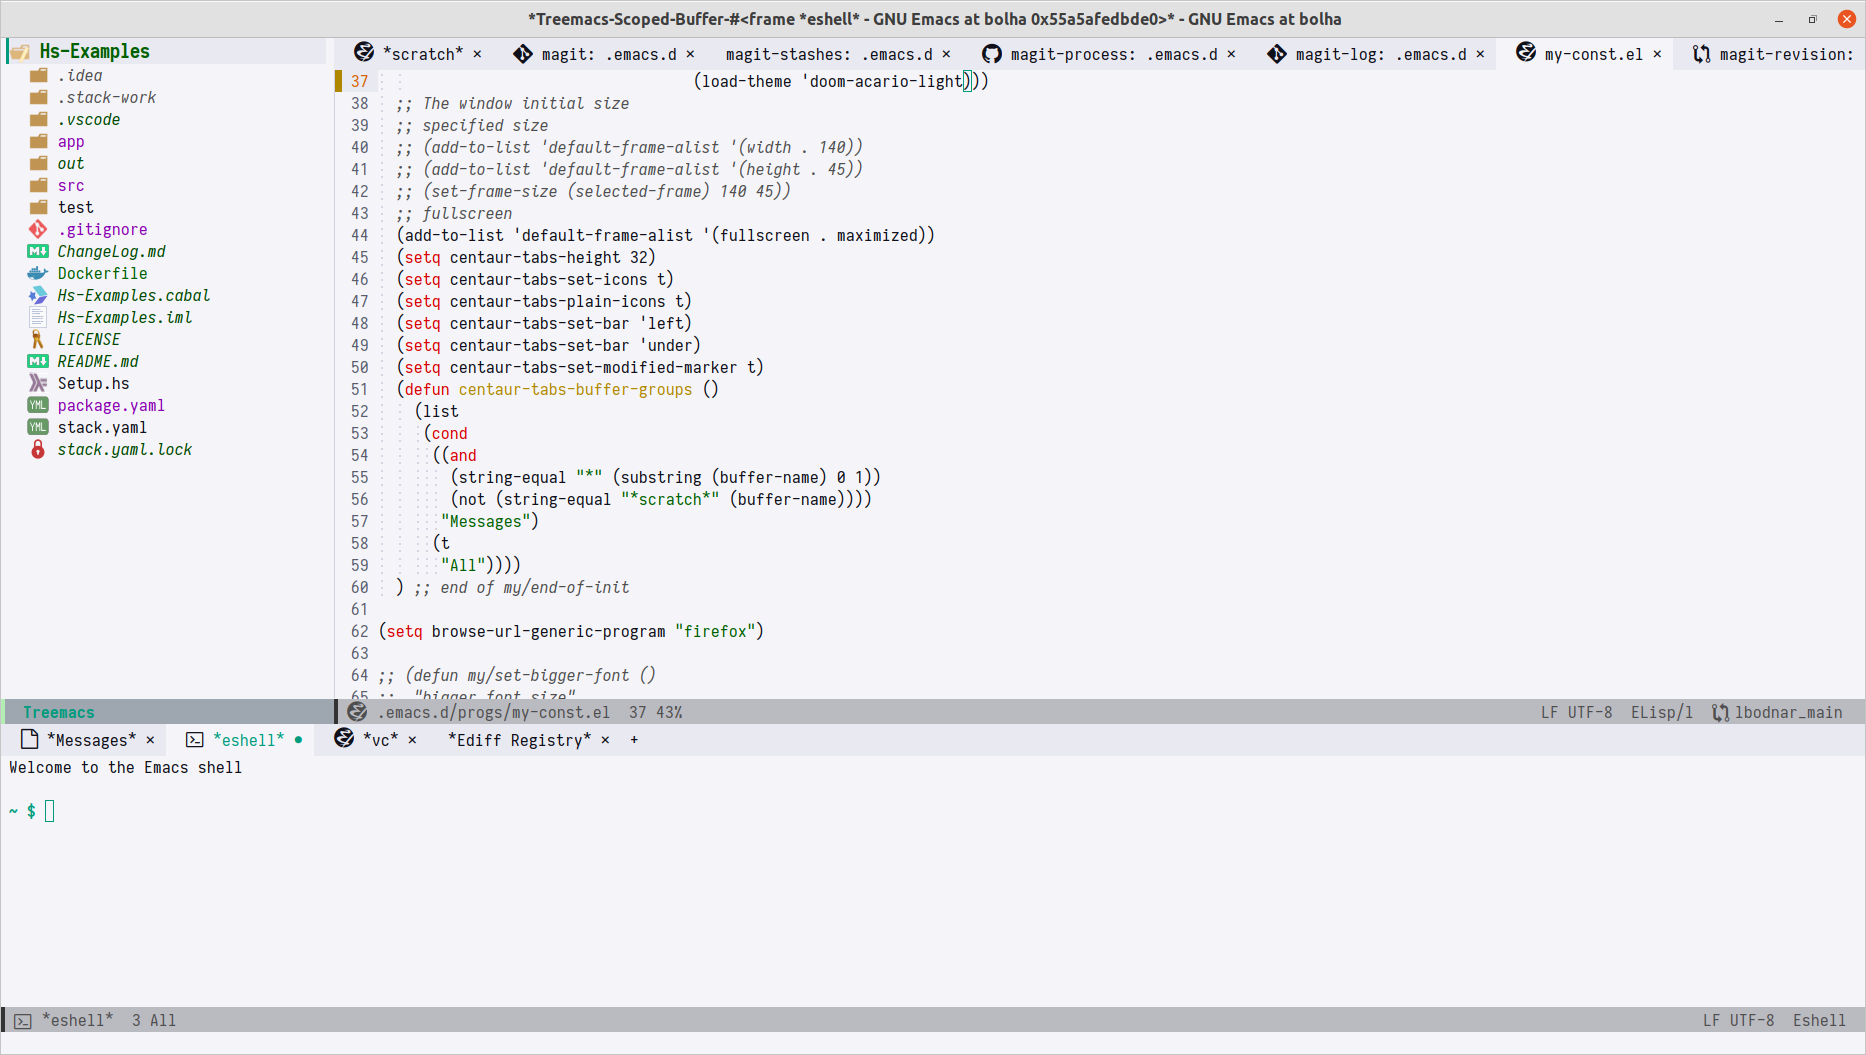 *Treemacs-Scoped-Buffer-#<frame *eshell* - GNU Emacs at bolha 0x55a5afedbde0>* - GNU Emacs at bolha
Hs-Examples
.idea
.stack-work
.vscode
app
out
src
test
.gitignore
ChangeLog.md
Dockerfile
Hs-Examples.cabal
Hs-Examples.iml
LICENSE
README.md
Setup.hs
package.yaml
stack.yaml
stack.yaml.lock
Treemacs
*scratch* × magit: .emacs.d × magit-stashes: .emacs.d × magit-process: .emacs.d × magit-log: .emacs.d × my-const.el × magit-revision:
37 (load-theme 'doom-acario-light)))
38 ;; The window initial size
39 ;; specified size
40 ;; (add-to-list 'default-frame-alist '(width . 140))
41 ;; (add-to-list 'default-frame-alist '(height . 45))
42 ;; (set-frame-size (selected-frame) 140 45))
43 ;; fullscreen
44 (add-to-list 'default-frame-alist '(fullscreen . maximized))
45 (setq centaur-tabs-height 32)
46 (setq centaur-tabs-set-icons t)
47 (setq centaur-tabs-plain-icons t)
48 (setq centaur-tabs-set-bar 'left)
49 (setq centaur-tabs-set-bar 'under)
50 (setq centaur-tabs-set-modified-marker t)
51 (defun centaur-tabs-buffer-groups ()
52 (list
53 (cond
54 ((and
55 (string-equal "*" (substring (buffer-name) 0 1))
56 (not (string-equal "*scratch*" (buffer-name))))
57 "Messages")
58 (t
59 "All"))))
60 ) ;; end of my/end-of-init
61
62 (setq browse-url-generic-program "firefox")
63
64 ;; (defun my/set-bigger-font ()
65 ;; "bigger font size"
.emacs.d/progs/my-const.el 37 43% LF UTF-8 ELisp/l lbodnar_main
*Messages* × *eshell* ● *vc* × *Ediff Registry* × +
Welcome to the Emacs shell
~ $
*eshell* 3 All LF UTF-8 Eshell